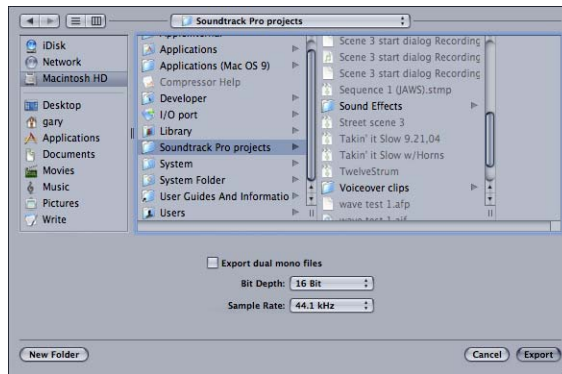 Soundtrack Pro projects
iDisk
Network
Macintosh HD
Desktop
gary
Applications
Documents
Movies
Music
Pictures
Write
Applications
Applications (Mac OS 9)
Compressor Help
Developer
I/O port
Library
Soundtrack Pro projects
System
System Folder
User Guides And Informatio
Users
Scene 3 start dialog Recording
Scene 3 start dialog Recording
Scene 3 start dialog Recording
Sequence 1 (JAWS).stmp
Sound Effects
Street scene 3
Takin' it Slow 9.21,04
Takin' it Slow w/Horns
TwelveStrum
Voiceover clips
wave test 1.afp
wave test 1.aif
Export dual mono files
Bit Depth: 16 Bit
Sample Rate: 44.1 kHz
New Folder
Cancel
Export